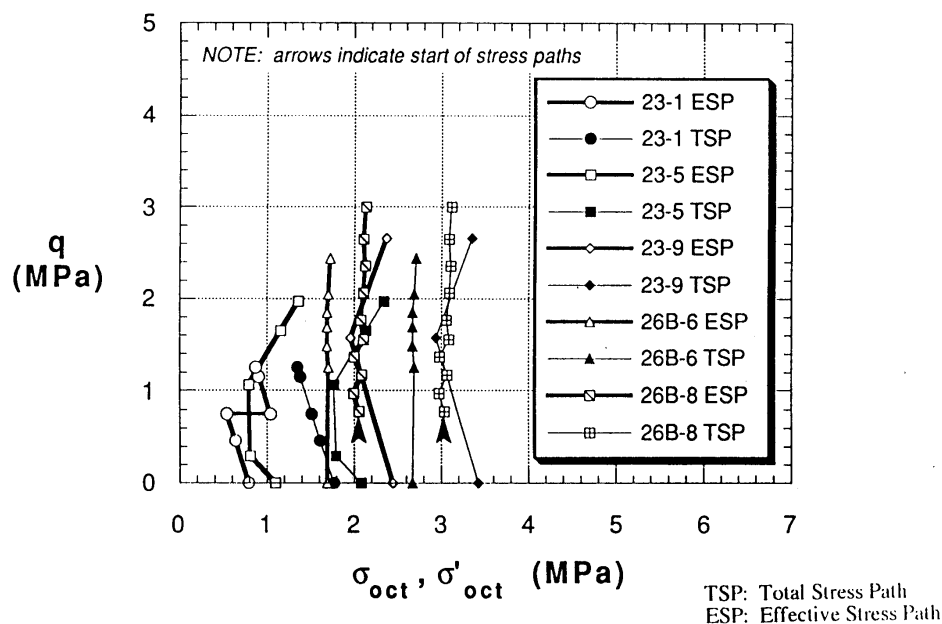 5
NOTE: arrows indicate start of stress paths
4
3
2
1
0
q
(MPa)
23-1 ESP
23-1 TSP
23-5 ESP
23-5 TSP
23-9 ESP
23-9 TSP
26B-6 ESP
26B-6 TSP
26B-8 ESP
26B-8 TSP
0 1 2 3 4 5 6 7
σoct , σ'oct (MPa)
TSP: Total Stress Path
ESP: Effective Stress Path